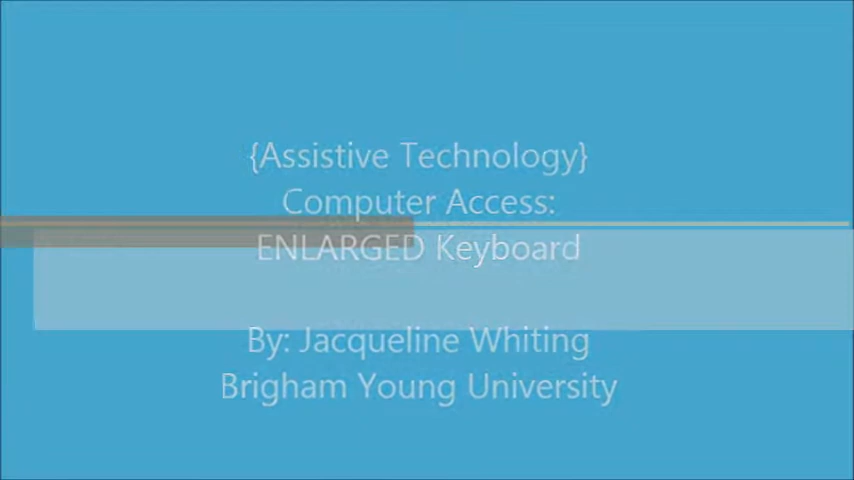 {Assistive Technology}
Computer Access:
ENLARGED Keyboard
By: Jacqueline Whiting
Brigham Young University